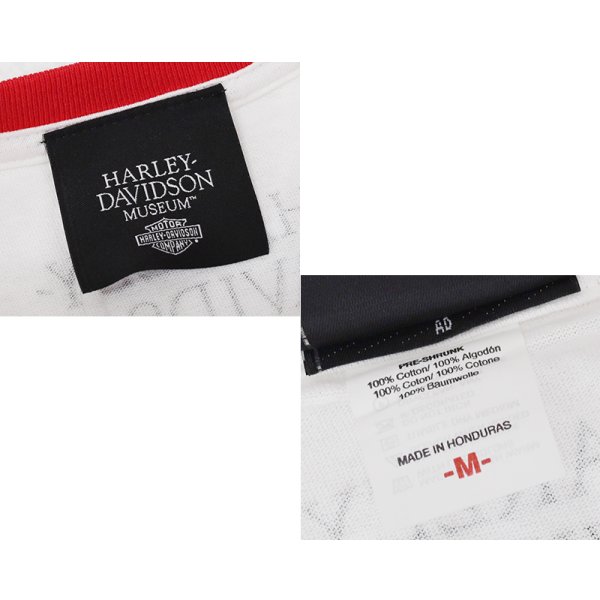 HARLEY-
DAVIDSON
MUSEUM™
MOTOR
HARLEY-DAVIDSON
COMPANY
AD
PRE-SHRUNK
100% Cotton/ 100% Algodón
100% Coton/ 100% Cotone
100% Baumwolle
MADE IN HONDURAS
-M-